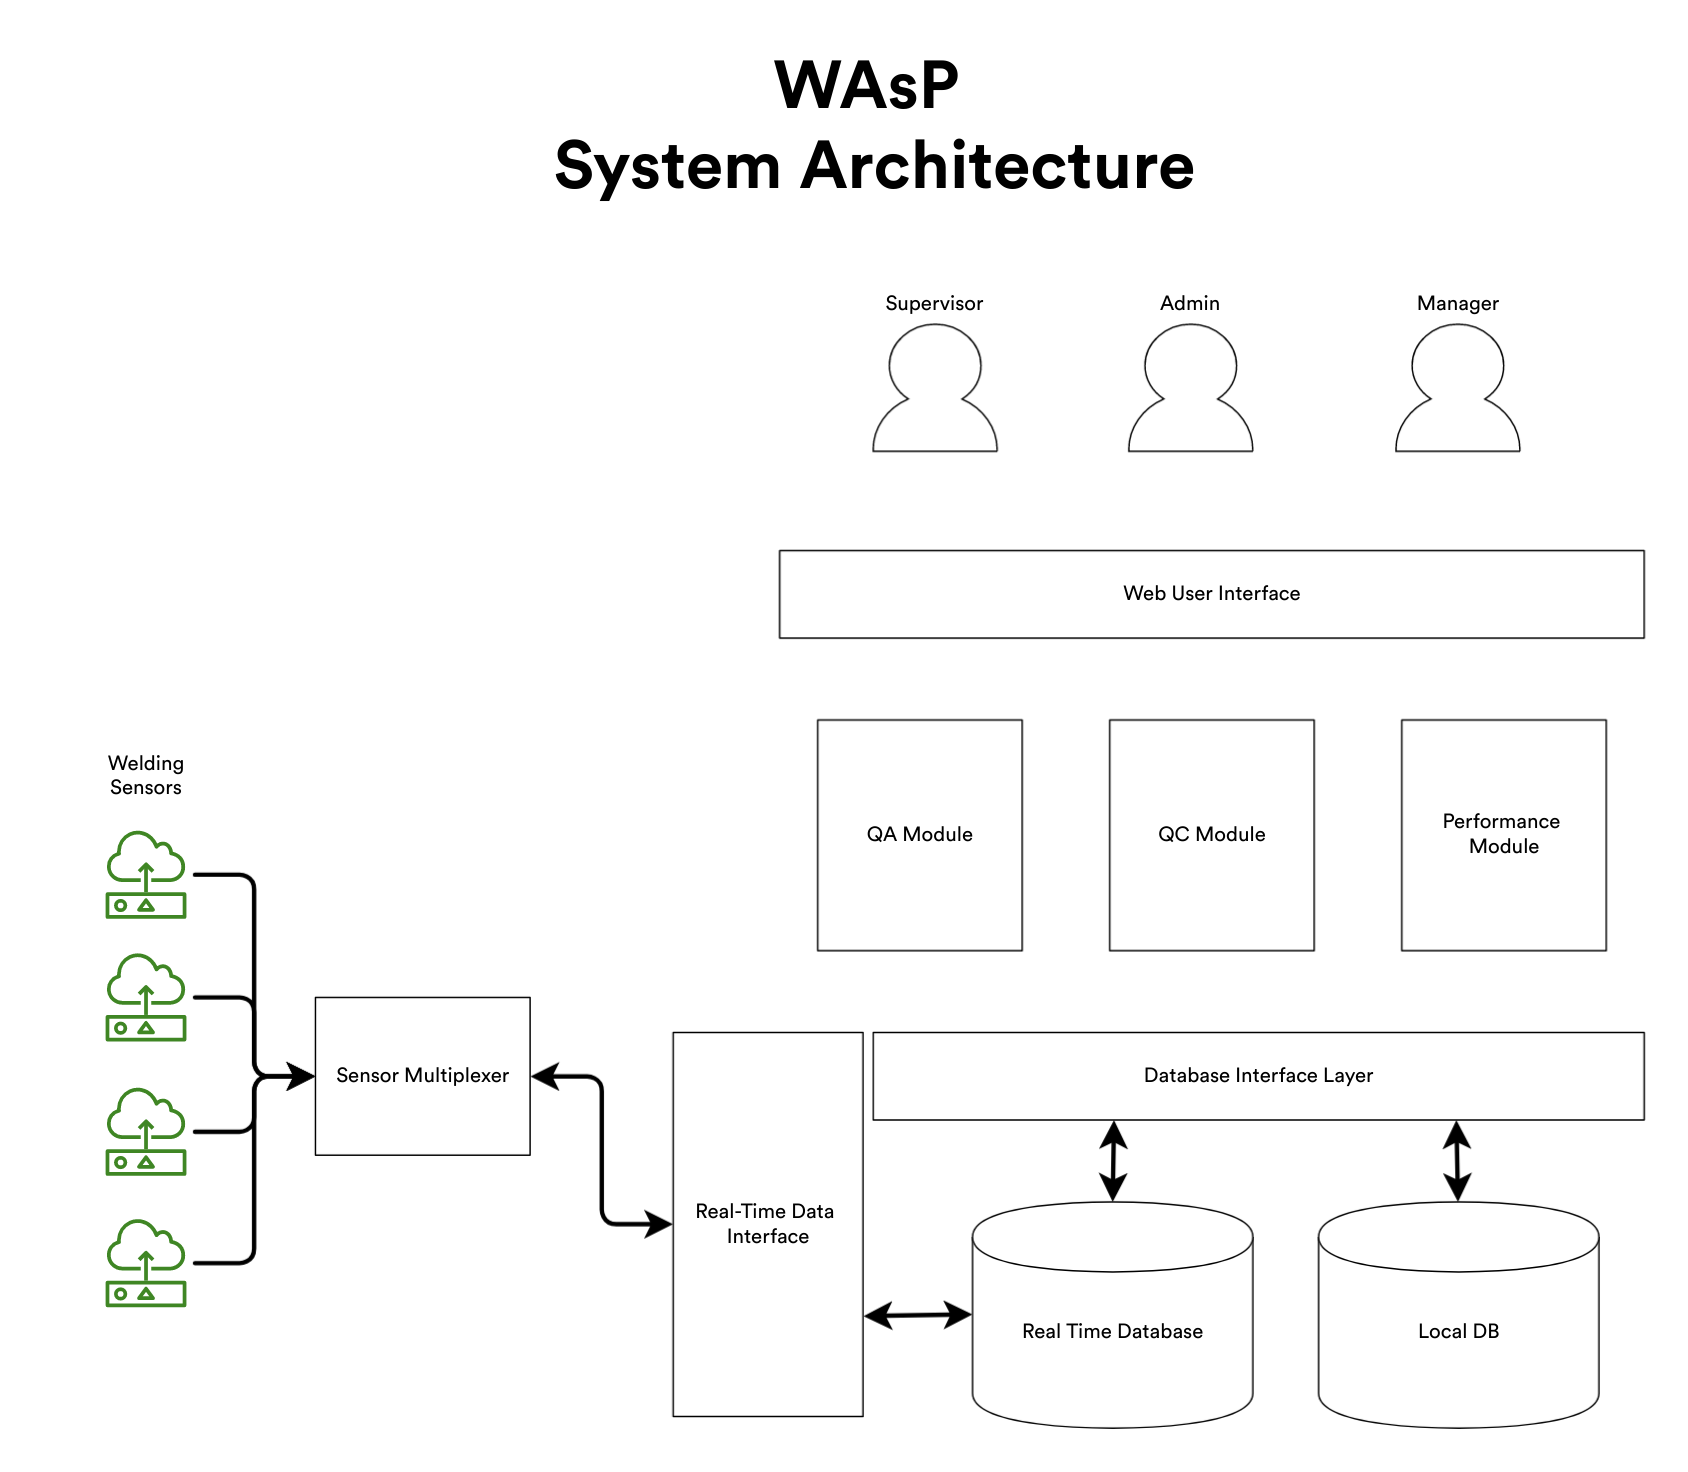 WAsP
System Architecture
Supervisor
Admin
Manager
Web User Interface
Welding
Sensors
QA Module
QC Module
Performance
Module
Sensor Multiplexer
Database Interface Layer
Real-Time Data
Interface
Real Time Database
Local DB